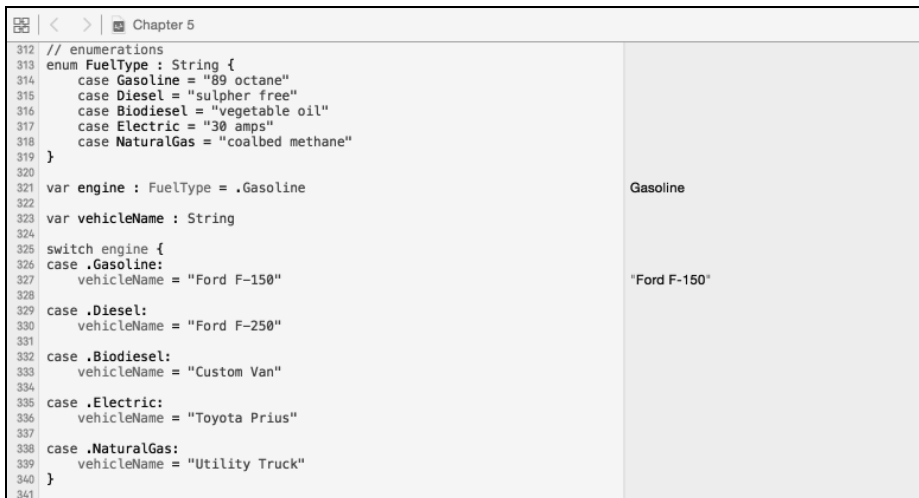 Chapter 5
312 // enumerations
313 enum FuelType : String {
314     case Gasoline = "89 octane"
315     case Diesel = "sulpher free"
316     case Biodiesel = "vegetable oil"
317     case Electric = "30 amps"
318     case NaturalGas = "coalbed methane"
319 }
320
321 var engine : FuelType = .Gasoline    Gasoline
322
323 var vehicleName : String
324
325 switch engine {
326 case .Gasoline:
327     vehicleName = "Ford F-150"    "Ford F-150"
328
329 case .Diesel:
330     vehicleName = "Ford F-250"
331
332 case .Biodiesel:
333     vehicleName = "Custom Van"
334
335 case .Electric:
336     vehicleName = "Toyota Prius"
337
338 case .NaturalGas:
339     vehicleName = "Utility Truck"
340 }
341